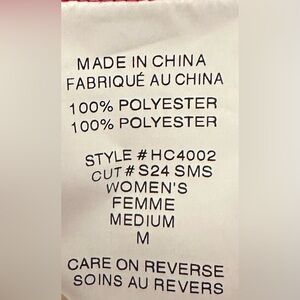 MADE IN CHINA
FABRIQUÉ AU CHINA
100% POLYESTER
100% POLYESTER
STYLE # HC4002
CUT # S24 SMS
WOMEN'S
FEMME
MEDIUM
M
CARE ON REVERSE
SOINS AU REVERS